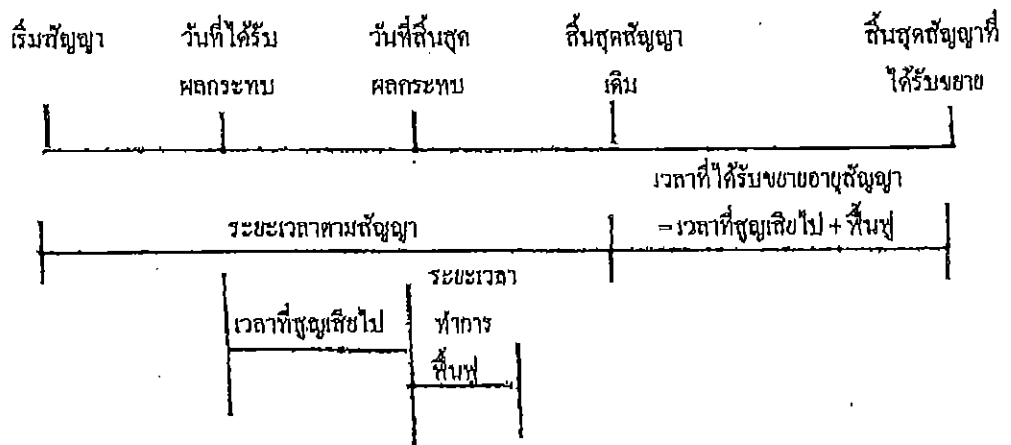 เริ่มสัญญา วันที่ได้รับ วันที่สิ้นสุด สิ้นสุดสัญญา สิ้นสุดสัญญาที่
ผลกระทบ ผลกระทบ เดิม ได้รับขยาย
เวลาที่ได้รับขยายอายุสัญญา
ระยะเวลาตามสัญญา =เวลาที่สูญเสียไป + ฟื้นฟู
ระยะเวลา
เวลาที่สูญเสียไป ทำการ
ฟื้นฟู